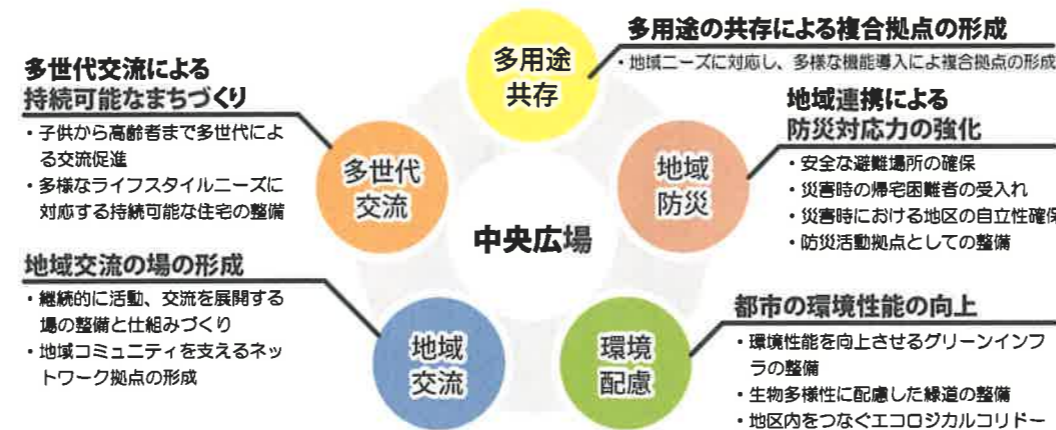 多用途の共存による複合拠点の形成
・地域ニーズに対応し、多様な機能導入によ複合拠点の形成
多用途
共存
多世代交流による
持続可能なまちづくり
・子供から高齢者まで多世代によ
る交流促進
・多様なライフスタイルニーズに
対応する持続可能な住宅の整備
多世代
交流
地域連携による
防災対応力の強化
・安全な避難場所の確保
・災害時の帰宅困難者の受入れ
・災害時における地区の自立性確保
・防災活動拠点としての整備
地域
防災
中央広場
地域交流の場の形成
・継続的に活動、交流を展開する
場の整備と仕組みづくり
・地域コミュニティを支えるネッ
トワーク拠点の形成
地域
交流
都市の環境性能の向上
・環境性能を向上させるグリーンインフ
ラの整備
・生物多様性に配慮した緑道の整備
・地区内をつなぐエコロジカルコリドー
環境
配慮